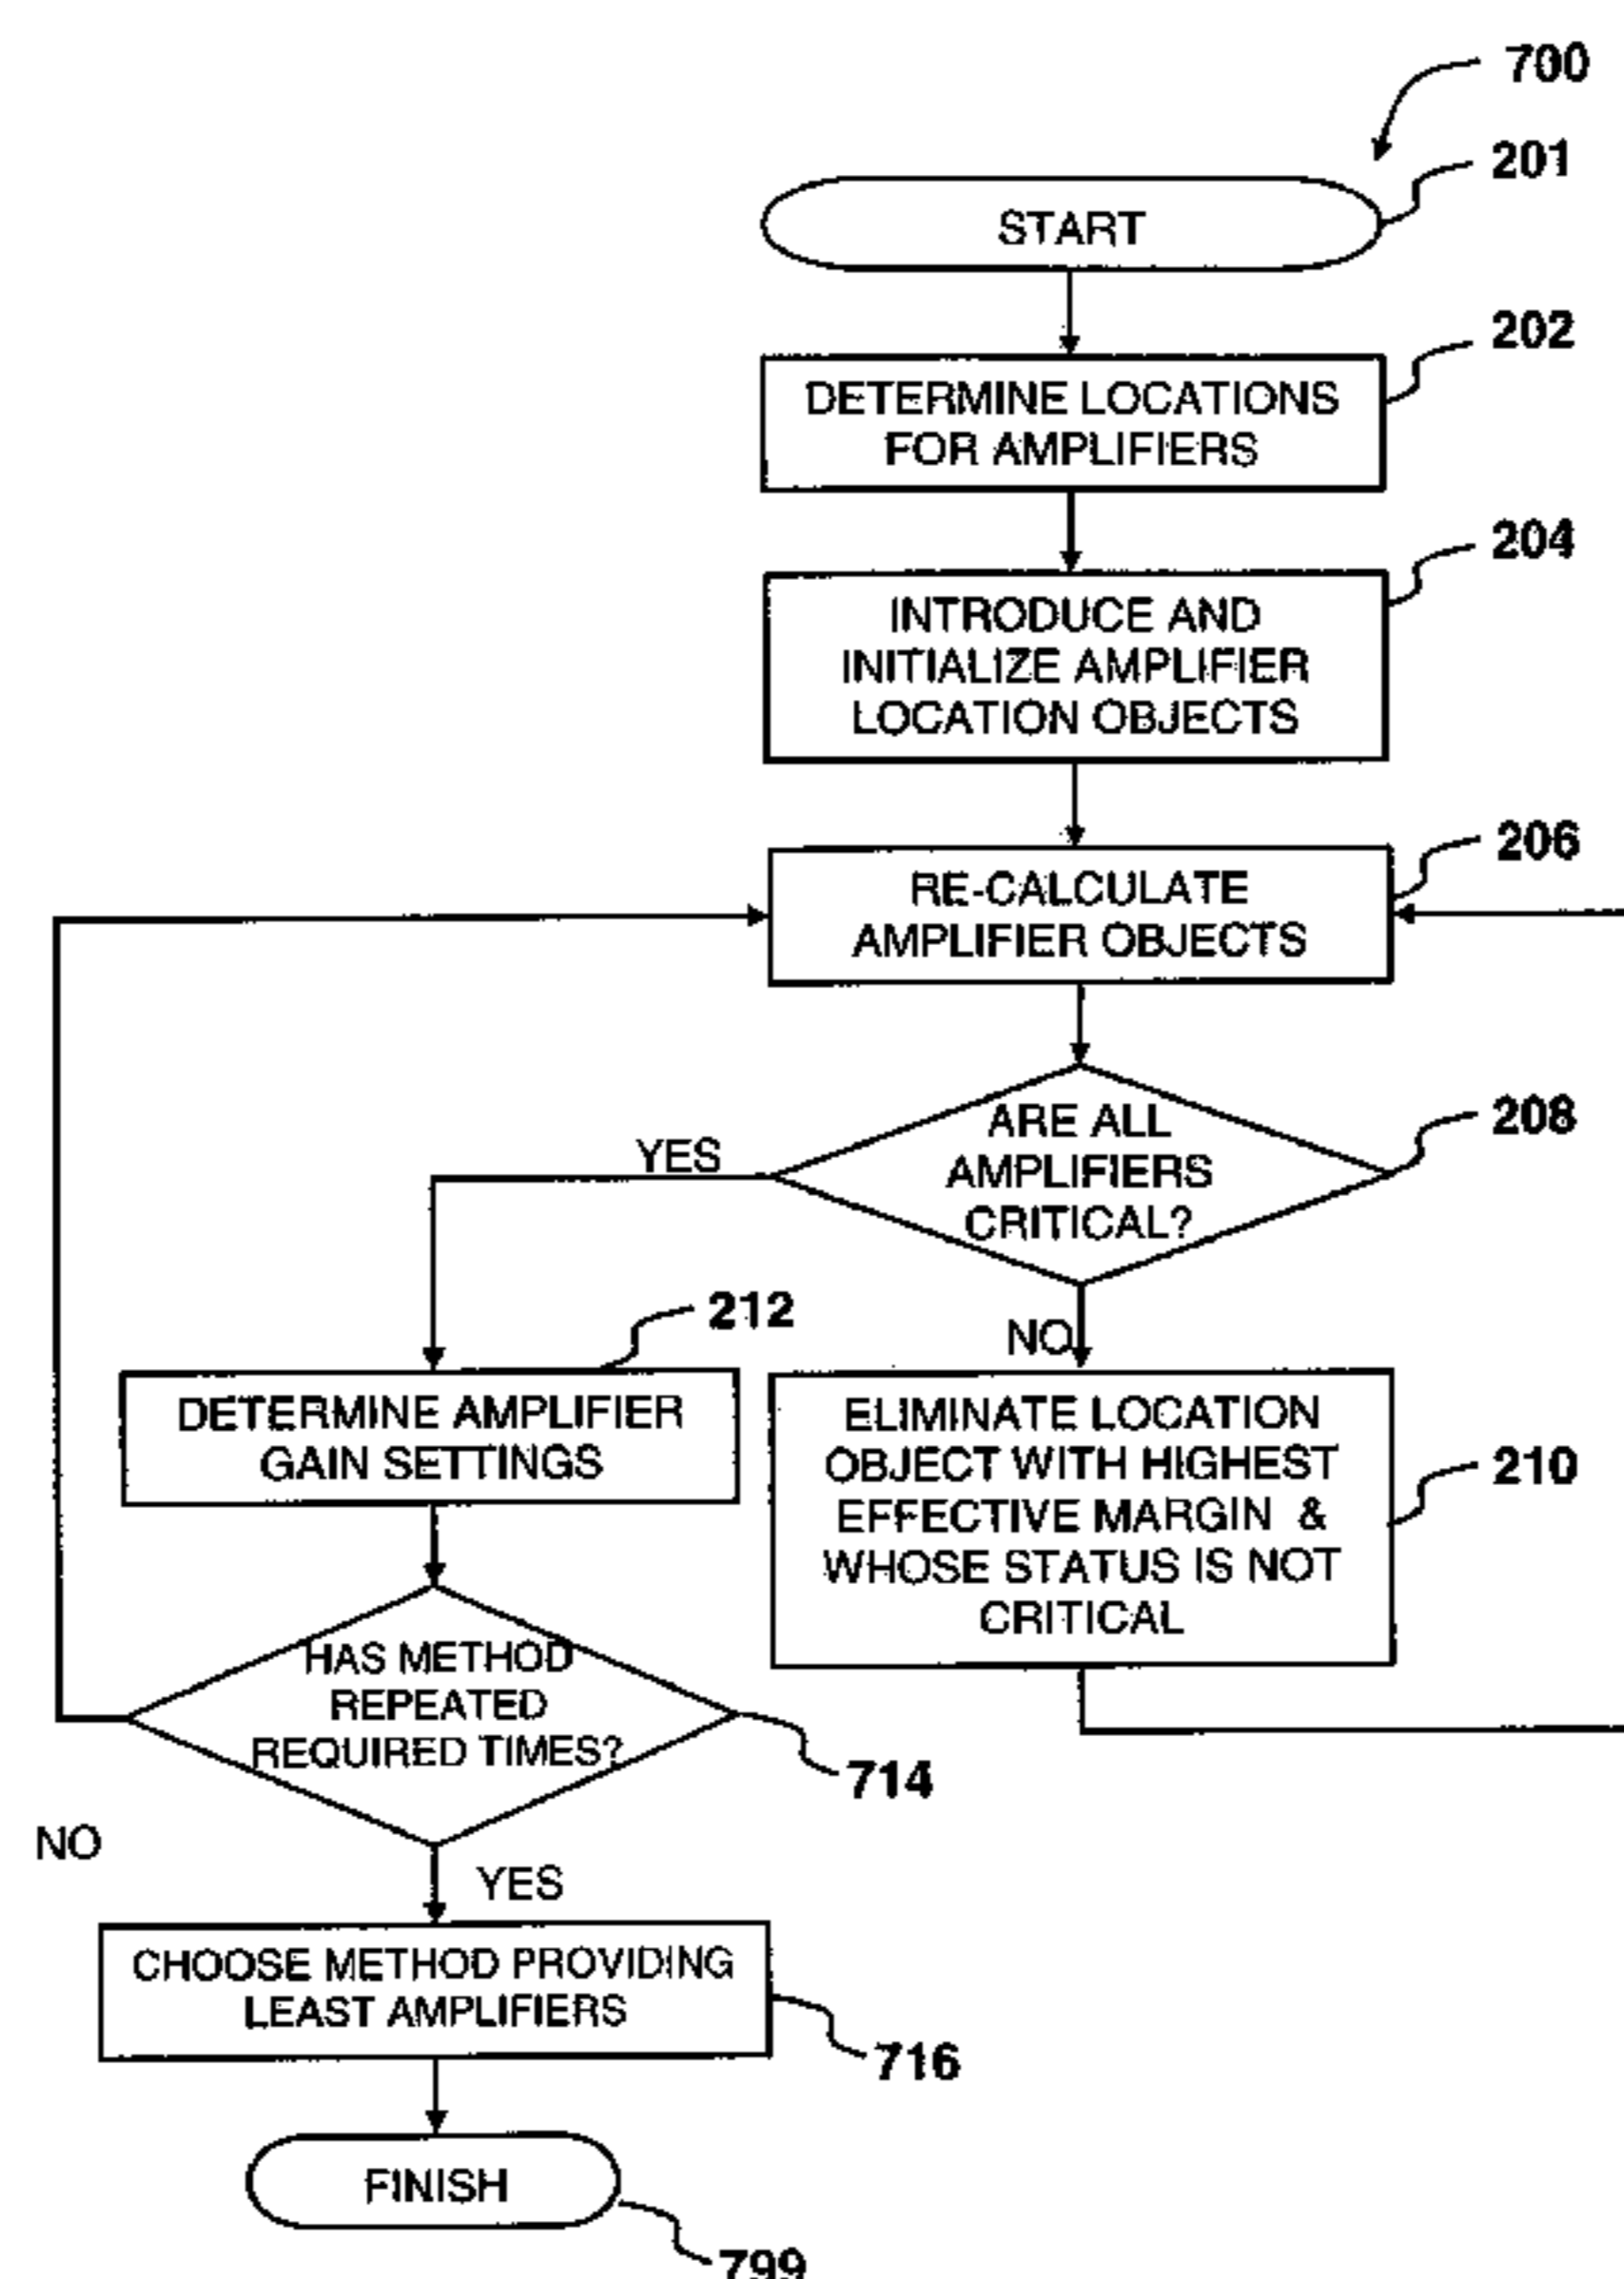 700
201
START
202
DETERMINE LOCATIONS
FOR AMPLIFIERS
204
INTRODUCE AND
INITIALIZE AMPLIFIER
LOCATION OBJECTS
206
RE-CALCULATE
AMPLIFIER OBJECTS
208
ARE ALL
AMPLIFIERS
CRITICAL?
YES
NO
212
DETERMINE AMPLIFIER
GAIN SETTINGS
210
ELIMINATE LOCATION
OBJECT WITH HIGHEST
EFFECTIVE MARGIN &
WHOSE STATUS IS NOT
CRITICAL
HAS METHOD
REPEATED
REQUIRED TIMES?
714
NO
YES
CHOOSE METHOD PROVIDING
LEAST AMPLIFIERS
716
FINISH
799